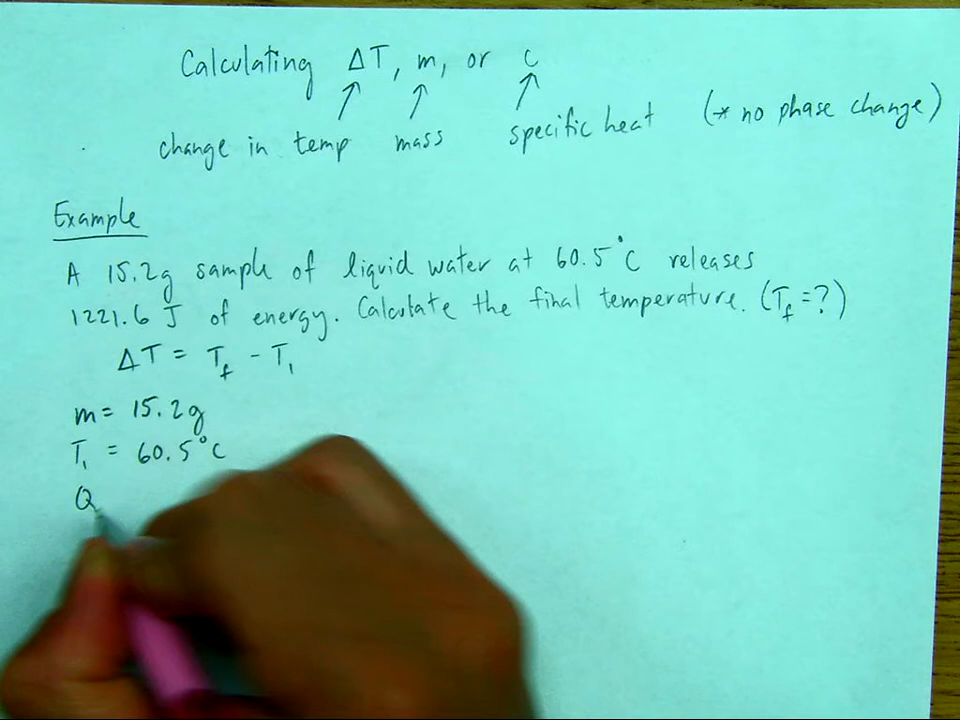 Calculating ΔT, m, or c
change in temp mass specific heat (* no phase change)
Example
A 15.2g sample of liquid water at 60.5°C releases
1221.6 J of energy. Calculate the final temperature. (Tf = ?)
ΔT = Tf - T1
m = 15.2g
T1 = 60.5°C
Q